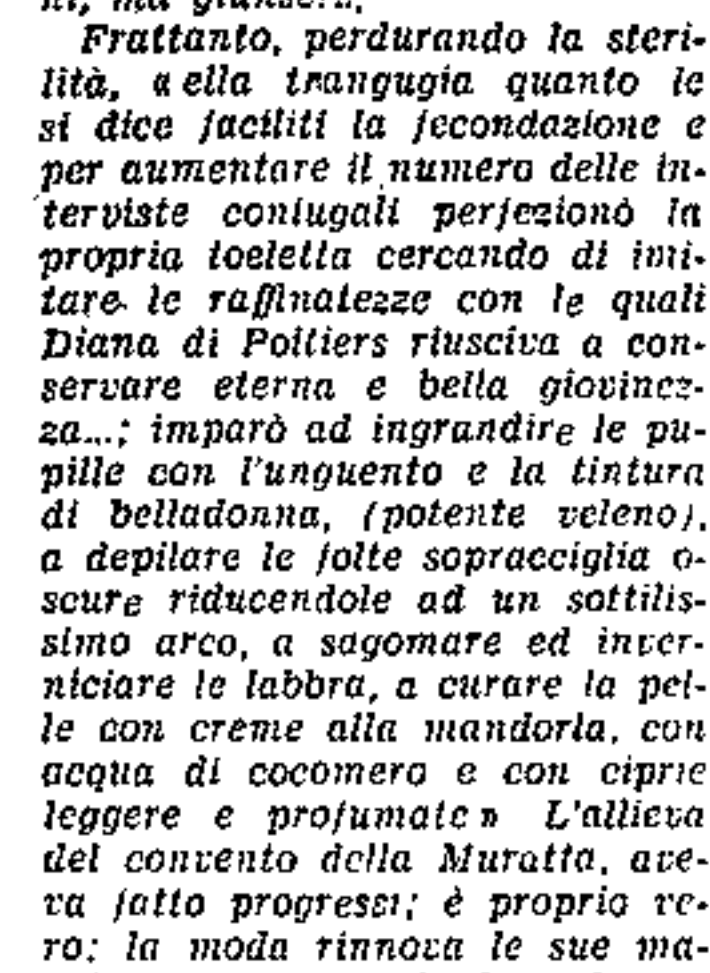 Frattanto, perdurando la steri-
lità, « ella trangugia quanto le
si dice faciliti la fecondazione e
per aumentare il numero delle in-
terviste coniugali perfezionò la
propria toeletta cercando di imi-
tare le raffinatezze con le quali
Diana di Poitiers riusciva a con-
servare eterna e bella giovinez-
za...; imparò ad ingrandire le pu-
pille con l'unguento e la tintura
di belladonna, (potente veleno),
a depilare le folte sopracciglia o-
scure riducendole ad un sottilis-
simo arco, a sagomare ed inver-
niciare le labbra, a curare la pel-
le con creme alla mandorla, con
acqua di cocomero e con ciprie
leggere e profumate » L'allieva
del convento della Muratta, ave-
va fatto progressi; è proprio ve-
ro: la moda rinnova le sue ma-